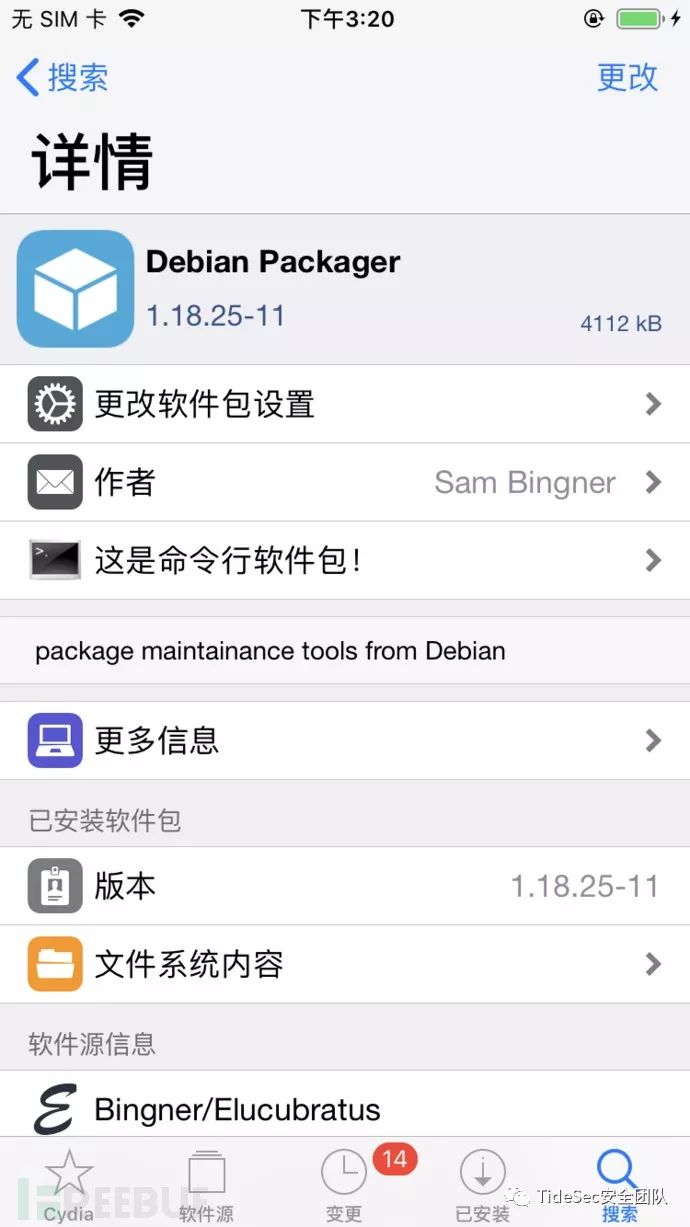 无 SIM 卡 下午3:20
搜索 更改
详情
Debian Packager
1.18.25-11 4112 kB
更改软件包设置
作者 Sam Bingner
>. 这是命令行软件包！
package maintainance tools from Debian
更多信息
已安装软件包
版本 1.18.25-11
文件系统内容
软件源信息
Bingner/Elucubratus
14
Cydia 软件源 变更 已安装 搜索
FREEBUF
TideSec安全团队